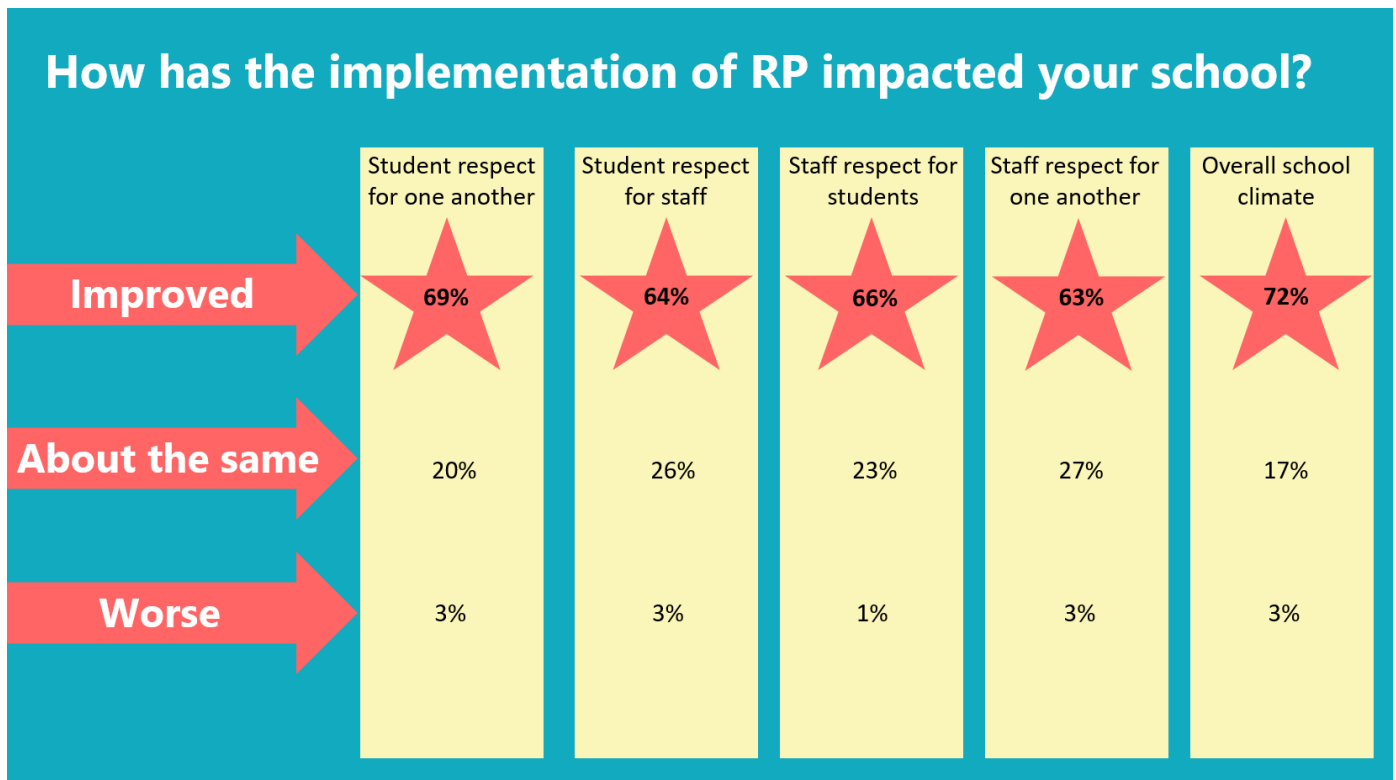 How has the implementation of RP impacted your school?
Student respect
for one another
Student respect
for staff
Staff respect for
students
Staff respect for
one another
Overall school
climate
Improved
69%
64%
66%
63%
72%
About the same
20%
26%
23%
27%
17%
Worse
3%
3%
1%
3%
3%